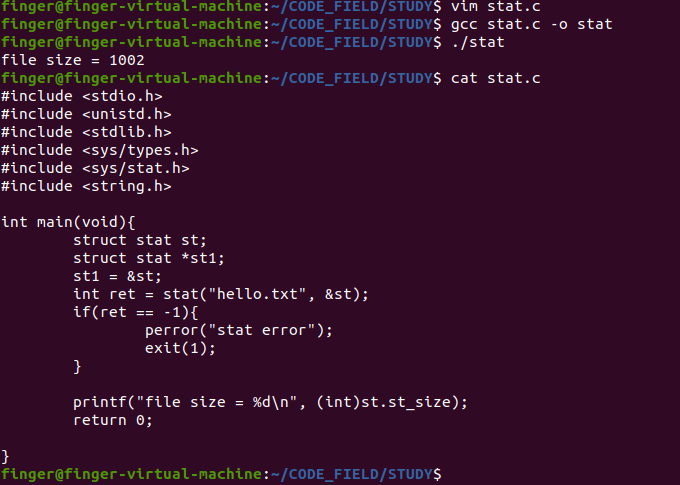 finger@finger-virtual-machine:~/CODE_FIELD/STUDY$ vim stat.c
finger@finger-virtual-machine:~/CODE_FIELD/STUDY$ gcc stat.c -o stat
finger@finger-virtual-machine:~/CODE_FIELD/STUDY$ ./stat
file size = 1002
finger@finger-virtual-machine:~/CODE_FIELD/STUDY$ cat stat.c
#include <stdio.h>
#include <unistd.h>
#include <stdlib.h>
#include <sys/types.h>
#include <sys/stat.h>
#include <string.h>

int main(void){
        struct stat st;
        struct stat *st1;
        st1 = &st;
        int ret = stat("hello.txt", &st);
        if(ret == -1){
                perror("stat error");
                exit(1);
        }

        printf("file size = %d\n", (int)st.st_size);
        return 0;

}
finger@finger-virtual-machine:~/CODE_FIELD/STUDY$